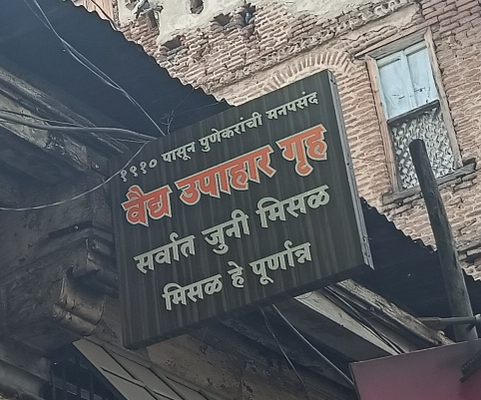 १९१० पासून पुणेकरांची मनपसंद
वैद्य उपाहार गृह
सर्वात जुनी मिसळ
मिसळ हे पूर्णान्न